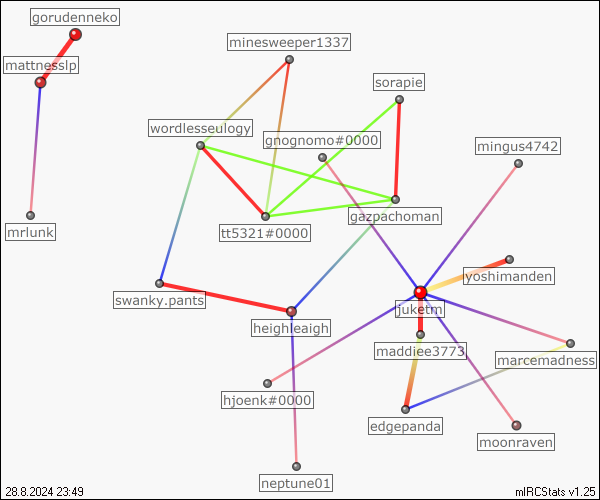 gorudenneko
minesweeper1337
mattnesslp
sorapie
wordlesseulogy
gnognomo#0000
mingus4742
gazpachoman
mrlunk
tt5321#0000
yoshimanden
swanky.pants
juketm
heighleaigh
maddiee3773
marcemadness
hjoenk#0000
edgepanda
moonraven
neptune01
28.8.2024 23:49
mIRCStats v1.25